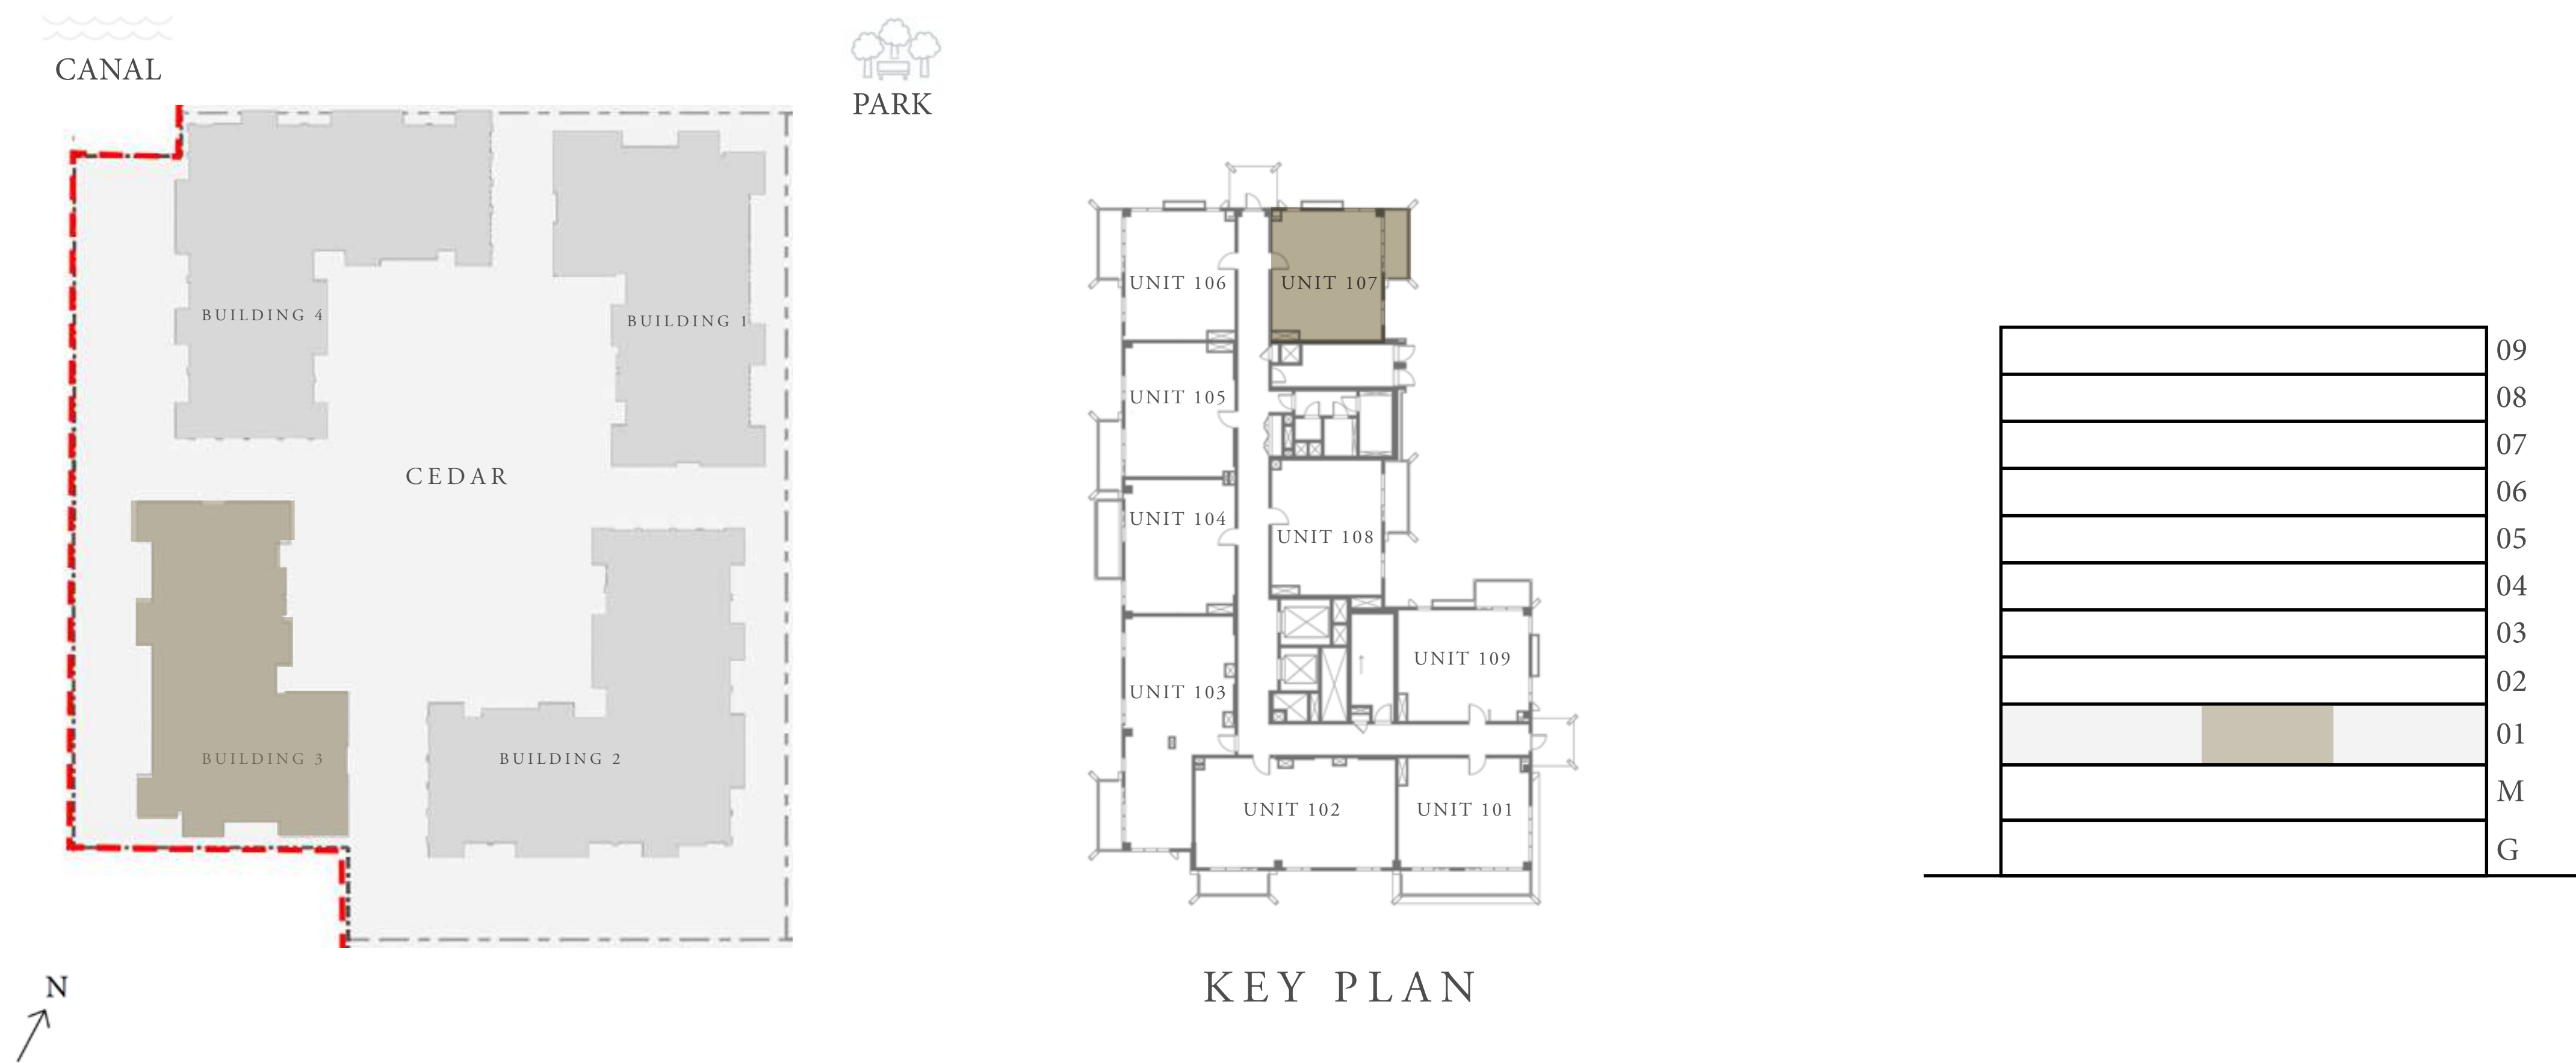 CANAL
PARK
BUILDING 4
BUILDING 1
CEDAR
BUILDING 3
BUILDING 2
N
UNIT 106
UNIT 107
UNIT 105
UNIT 104
UNIT 108
UNIT 109
UNIT 103
UNIT 102
UNIT 101
KEY PLAN
09
08
07
06
05
04
03
02
01
M
G